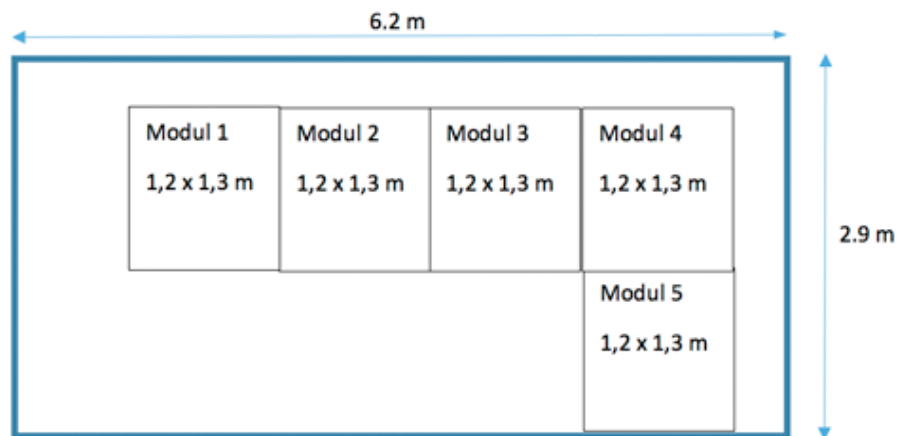 6.2 m
Modul 1
1,2 x 1,3 m
Modul 2
1,2 x 1,3 m
Modul 3
1,2 x 1,3 m
Modul 4
1,2 x 1,3 m
2.9 m
Modul 5
1,2 x 1,3 m